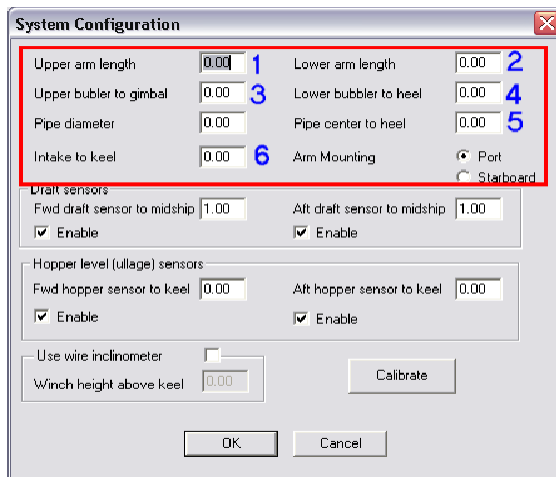 System Configuration
Upper arm length 0.00 1 Lower arm length 0.00 2
Upper bubler to gimbal 0.00 3 Lower bubbler to heel 0.00 4
Pipe diameter 0.00 Pipe center to heel 0.00 5
Intake to keel 0.00 6 Arm Mounting Port
Starboard
Draft sensors
Fwd draft sensor to midship 1.00 Aft draft sensor to midship 1.00
Enable Enable
Hopper level (ullage) sensors
Fwd hopper sensor to keel 0.00 Aft hopper sensor to keel 0.00
Enable Enable
Use wire inclinometer
Winch height above keel 0.00 Calibrate
OK Cancel